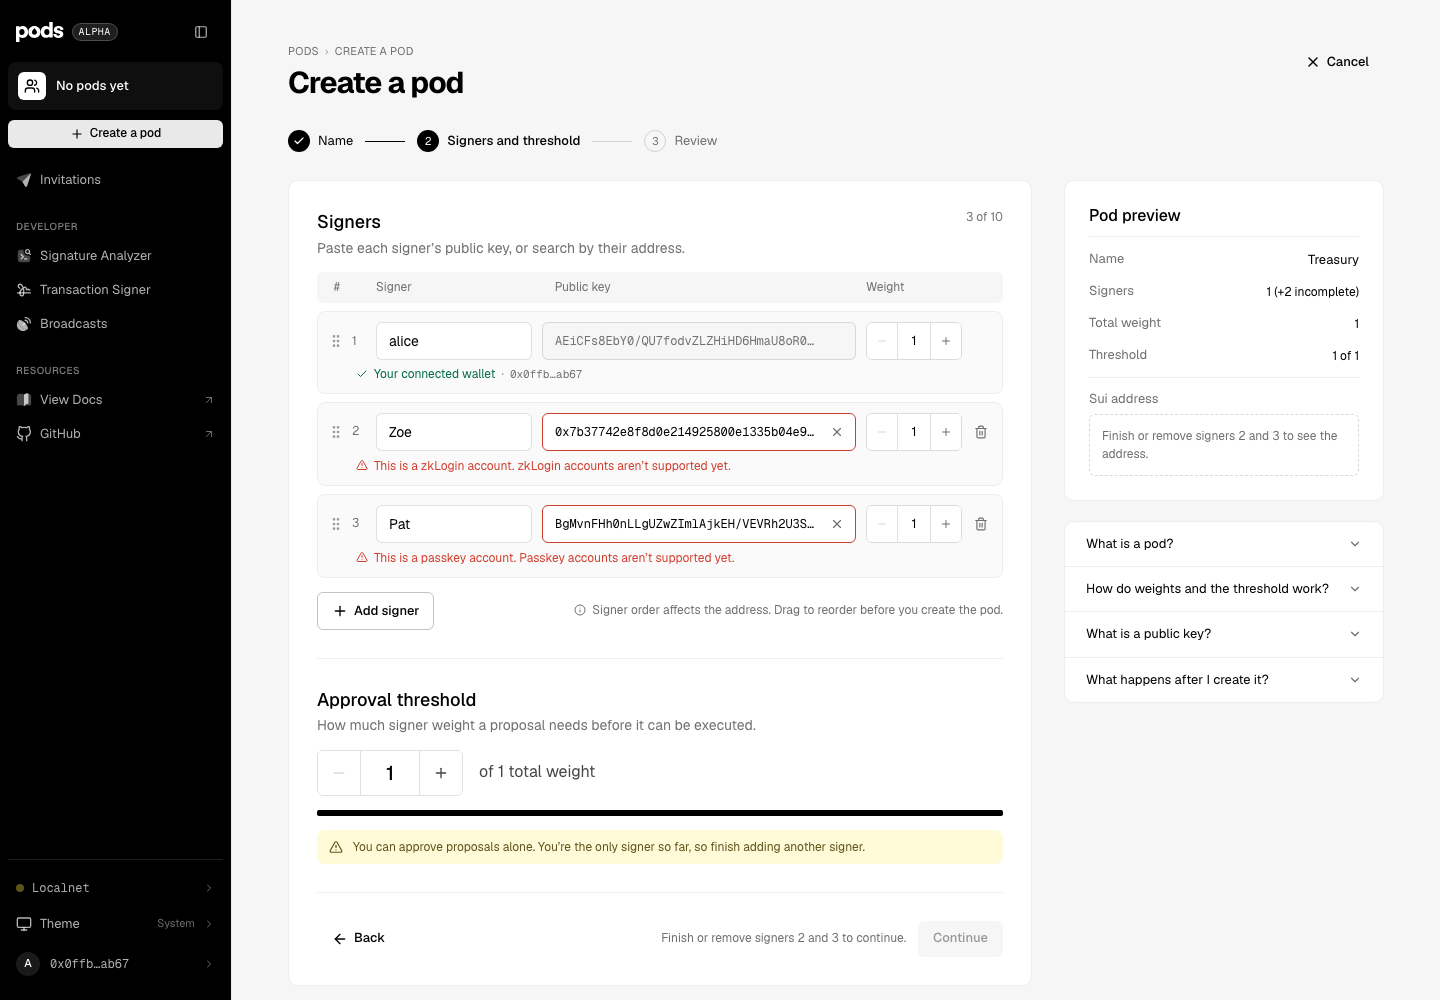 pods ALPHA
No pods yet
Create a pod
Invitations
DEVELOPER
Signature Analyzer
Transaction Signer
Broadcasts
RESOURCES
View Docs
GitHub
Localnet
Theme System
A 0x0ffb…ab67
PODS › CREATE A POD
Create a pod
Cancel
Name
2 Signers and threshold
3 Review
Signers
3 of 10
Paste each signer's public key, or search by their address.
# Signer Public key Weight
1 alice AEiCFs8EbY0/QU7fodvZLZHiHD6HmaU8oR0… 1
Your connected wallet · 0x0ffb…ab67
2 Zoe 0x7b37742e8f8d0e214925800e1335b04e9… 1
This is a zkLogin account. zkLogin accounts aren't supported yet.
3 Pat BgMvnFHh0nLLgUZwZImlAjkEH/VEVRh2U3S… 1
This is a passkey account. Passkey accounts aren't supported yet.
Add signer
Signer order affects the address. Drag to reorder before you create the pod.
Approval threshold
How much signer weight a proposal needs before it can be executed.
1 of 1 total weight
You can approve proposals alone. You're the only signer so far, so finish adding another signer.
Back
Finish or remove signers 2 and 3 to continue.
Continue
Pod preview
Name Treasury
Signers 1 (+2 incomplete)
Total weight 1
Threshold 1 of 1
Sui address
Finish or remove signers 2 and 3 to see the
address.
What is a pod?
How do weights and the threshold work?
What is a public key?
What happens after I create it?